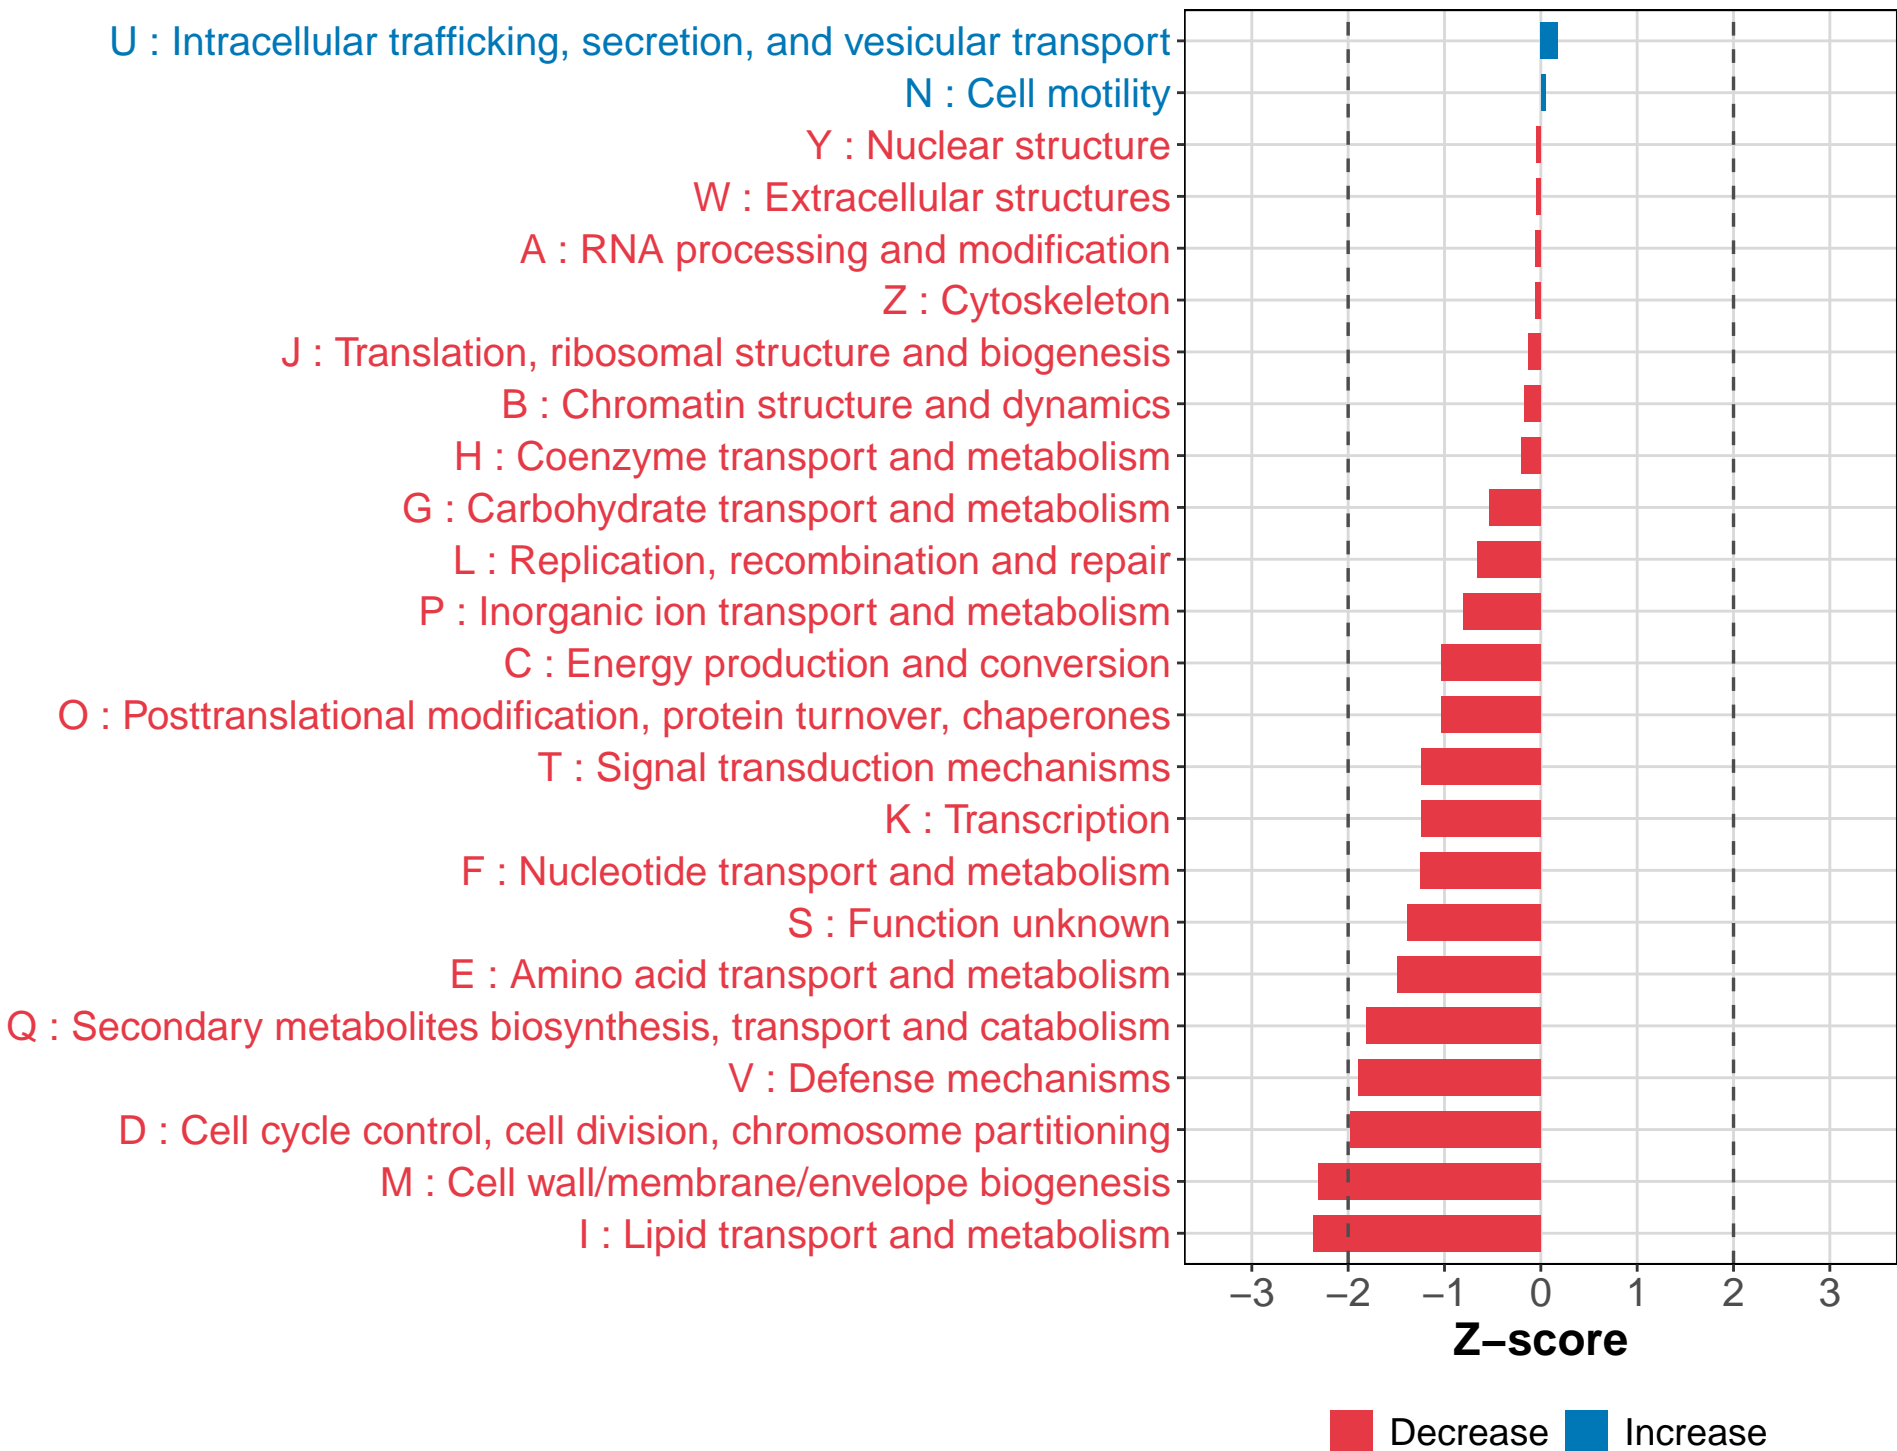 U : Intracellular trafficking, secretion, and vesicular transport
N : Cell motility
Y : Nuclear structure
W : Extracellular structures
A : RNA processing and modification
Z : Cytoskeleton
J : Translation, ribosomal structure and biogenesis
B : Chromatin structure and dynamics
H : Coenzyme transport and metabolism
G : Carbohydrate transport and metabolism
L : Replication, recombination and repair
P : Inorganic ion transport and metabolism
C : Energy production and conversion
O : Posttranslational modification, protein turnover, chaperones
T : Signal transduction mechanisms
K : Transcription
F : Nucleotide transport and metabolism
S : Function unknown
E : Amino acid transport and metabolism
Q : Secondary metabolites biosynthesis, transport and catabolism
V : Defense mechanisms
D : Cell cycle control, cell division, chromosome partitioning
M : Cell wall/membrane/envelope biogenesis
I : Lipid transport and metabolism
−3 −2 −1 0 1 2 3
Z−score
Decrease Increase